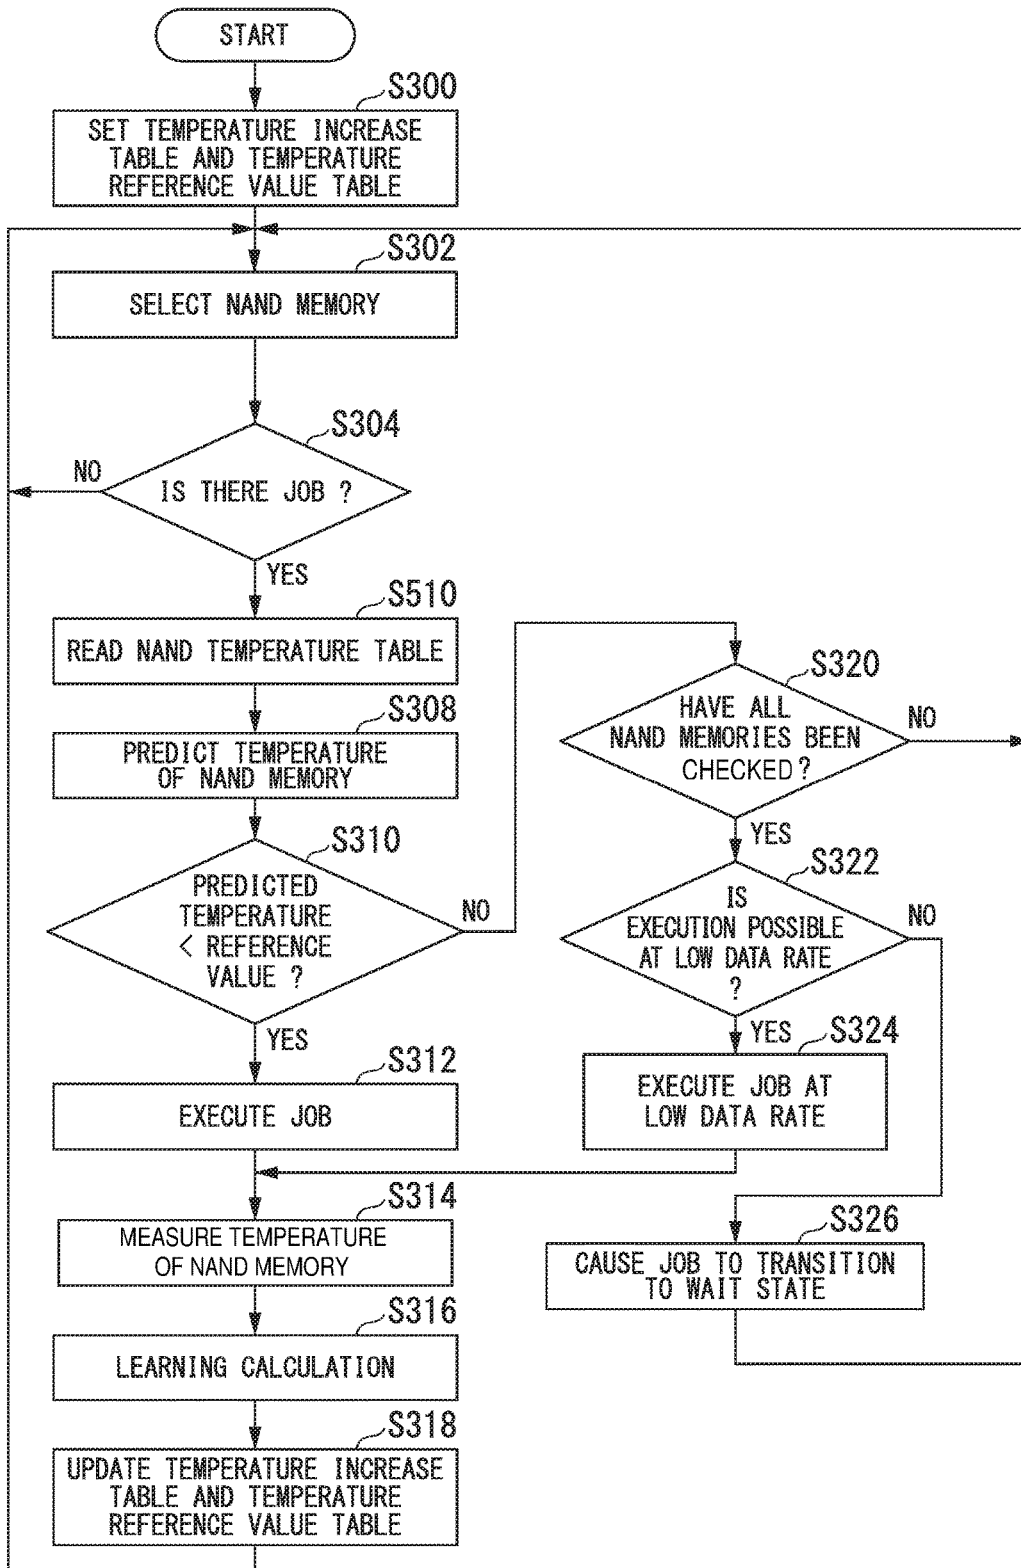 START
S300
SET TEMPERATURE INCREASE
TABLE AND TEMPERATURE
REFERENCE VALUE TABLE
S302
SELECT NAND MEMORY
S304
NO
IS THERE JOB ?
YES
S510
READ NAND TEMPERATURE TABLE
S308
PREDICT TEMPERATURE
OF NAND MEMORY
S310
PREDICTED
TEMPERATURE
< REFERENCE
VALUE ?
NO
YES
S312
EXECUTE JOB
S314
MEASURE TEMPERATURE
OF NAND MEMORY
S316
LEARNING CALCULATION
S318
UPDATE TEMPERATURE INCREASE
TABLE AND TEMPERATURE
REFERENCE VALUE TABLE
S320
HAVE ALL
NAND MEMORIES BEEN
CHECKED ?
NO
YES
S322
IS
EXECUTION POSSIBLE
AT LOW DATA RATE
?
NO
YES
S324
EXECUTE JOB AT
LOW DATA RATE
S326
CAUSE JOB TO TRANSITION
TO WAIT STATE